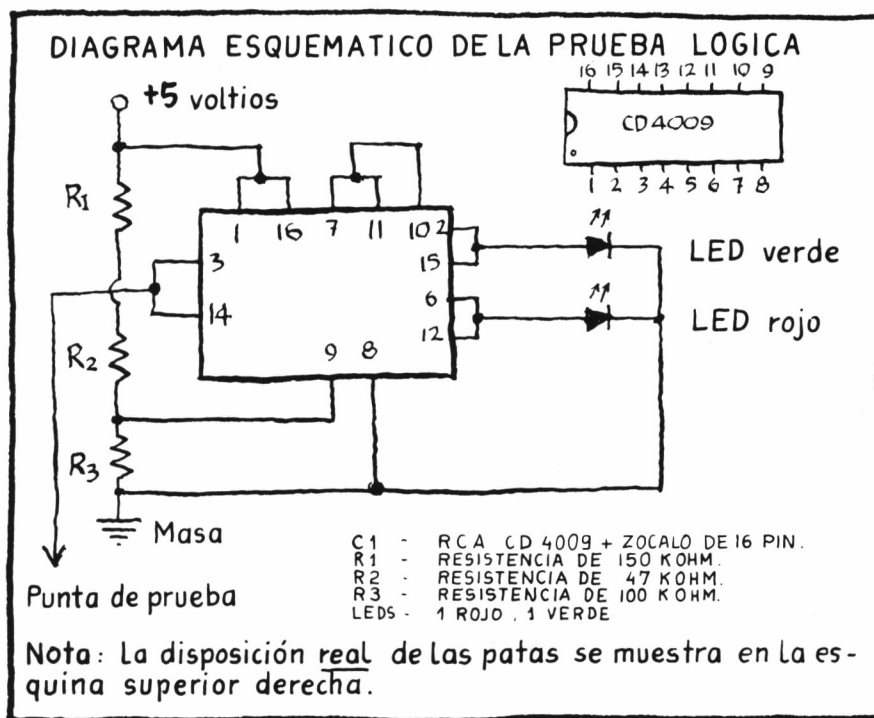 DIAGRAMA ESQUEMATICO DE LA PRUEBA LOGICA
16 15 14 13 12 11 10 9
CD4009
1 2 3 4 5 6 7 8
+5 voltios
R1
1 16 7 11 10 2
3
15
14
6
12
9 8
LED verde
LED rojo
R2
R3
Masa
Punta de prueba
C1 - RCA CD 4009 + ZOCALO DE 16 PIN.
R1 - RESISTENCIA DE 150 K OHM.
R2 - RESISTENCIA DE 47 K OHM.
R3 - RESISTENCIA DE 100 K OHM.
LEDS - 1 ROJO, 1 VERDE
Nota: La disposición real de las patas se muestra en la es-
quina superior derecha.